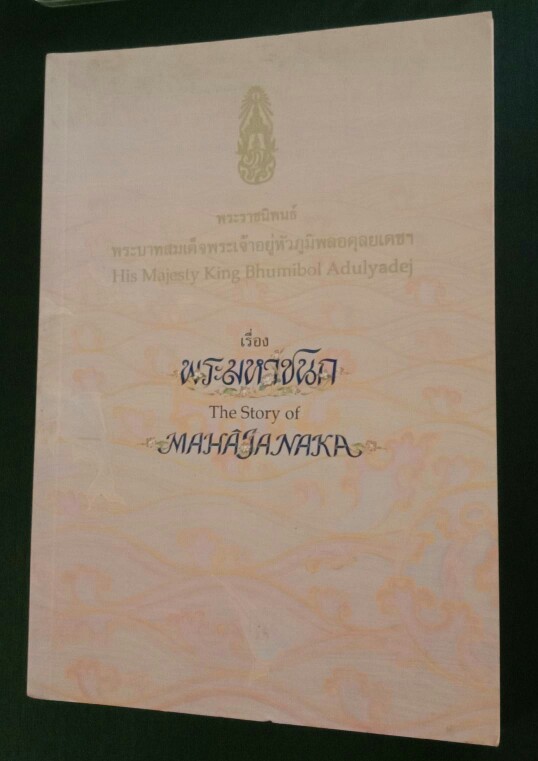 พระราชนิพนธ์
พระบาทสมเด็จพระเจ้าอยู่หัวภูมิพลอดุลยเดชฯ
His Majesty King Bhumibol Adulyadej
เรื่อง
พระมหาชนก
The Story of
MAHĀJANAKA